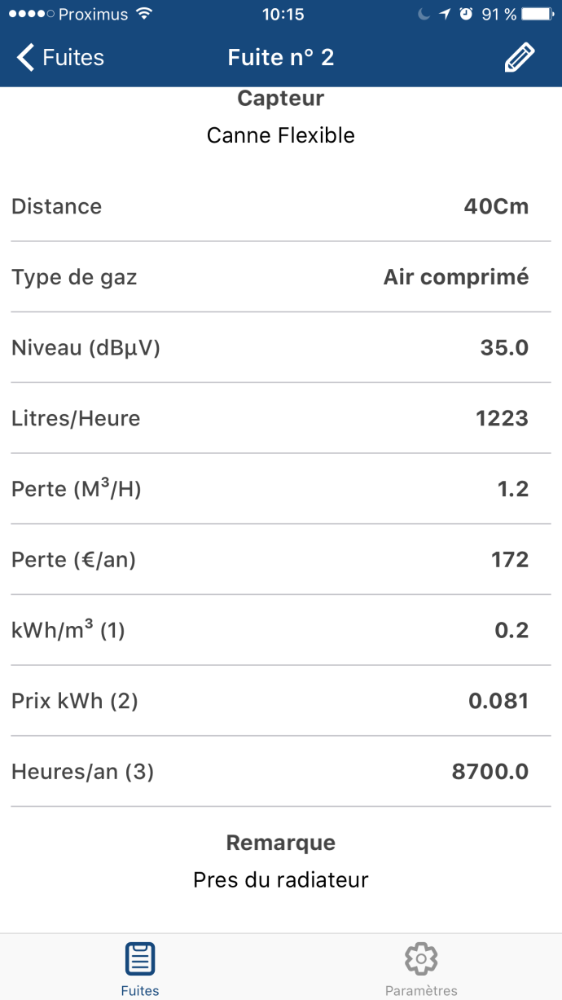 Proximus 10:15 91 %
Fuites Fuite n° 2
Capteur
Canne Flexible
Distance 40Cm
Type de gaz Air comprimé
Niveau (dBµV) 35.0
Litres/Heure 1223
Perte (M³/H) 1.2
Perte (€/an) 172
kWh/m³ (1) 0.2
Prix kWh (2) 0.081
Heures/an (3) 8700.0
Remarque
Pres du radiateur
Fuites Paramètres